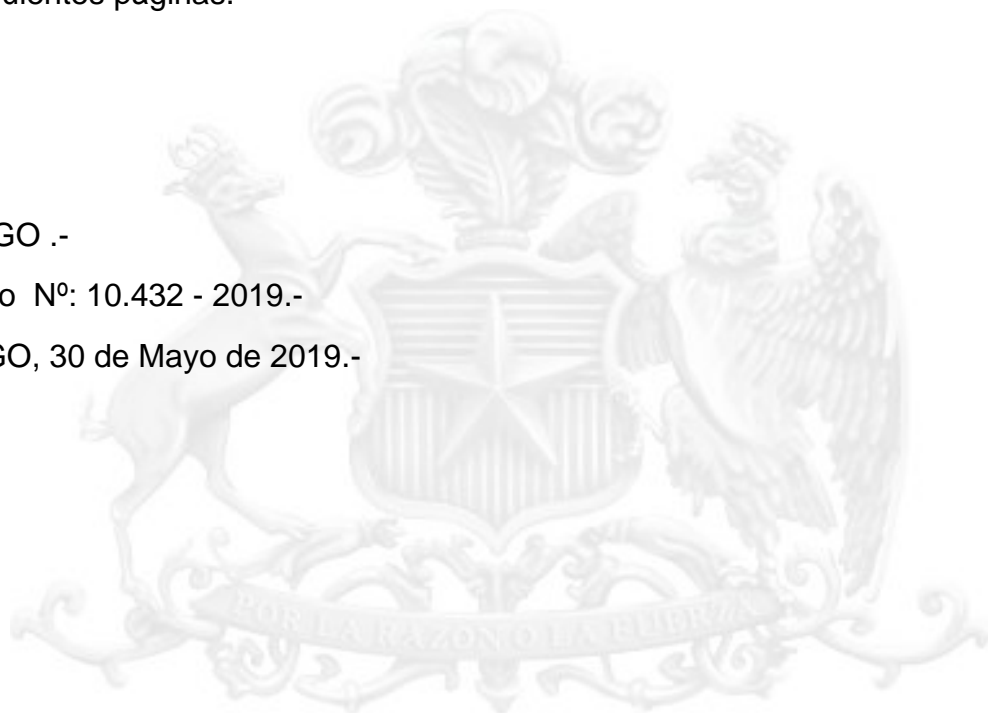 guientes páginas.
GO .-
o Nº: 10.432 - 2019.-
GO, 30 de Mayo de 2019.-
POR LA RAZON O LA FUERZA